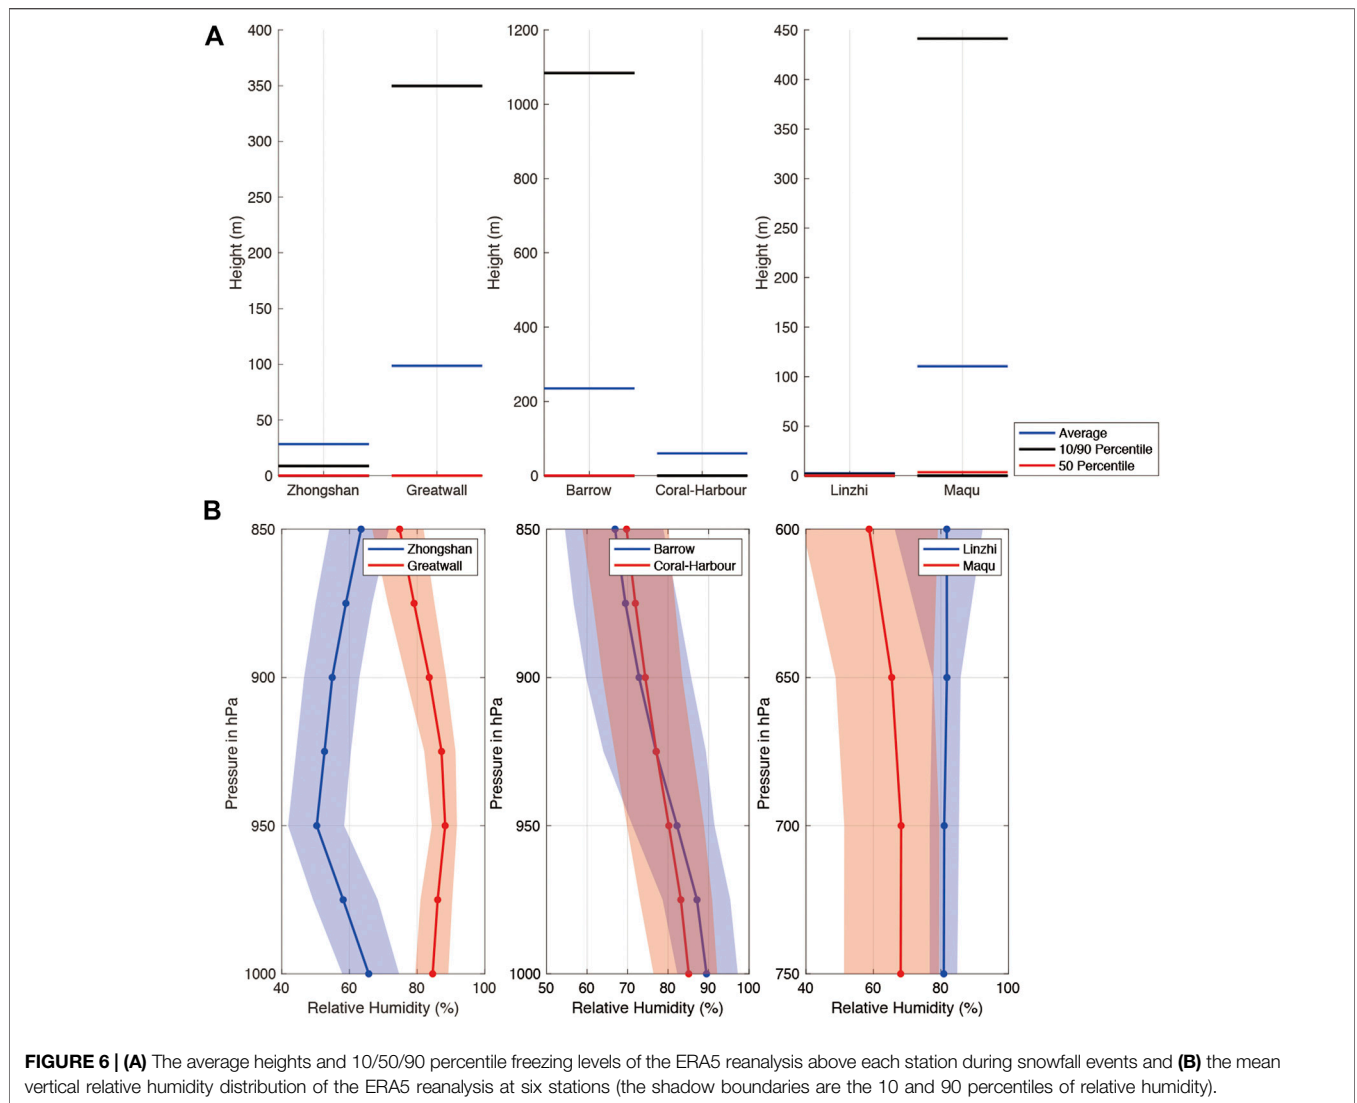 A
400
350
300
250
200
150
100
50
0
Height (m)
Zhongshan Greatwall
1200
1000
800
600
400
200
0
Height (m)
Barrow Coral-Harbour
450
400
350
300
250
200
150
100
50
0
Height (m)
Linzhi Maqu
Average
10/90 Percentile
50 Percentile
B
850
900
950
1000
Pressure in hPa
Zhongshan
Greatwall
40 60 80 100
Relative Humidity (%)
850
900
950
1000
Pressure in hPa
Barrow
Coral-Harbour
50 60 70 80 90 100
Relative Humidity (%)
600
650
700
750
Pressure in hPa
Linzhi
Maqu
40 60 80 100
Relative Humidity (%)
FIGURE 6 | (A) The average heights and 10/50/90 percentile freezing levels of the ERA5 reanalysis above each station during snowfall events and (B) the mean
vertical relative humidity distribution of the ERA5 reanalysis at six stations (the shadow boundaries are the 10 and 90 percentiles of relative humidity).